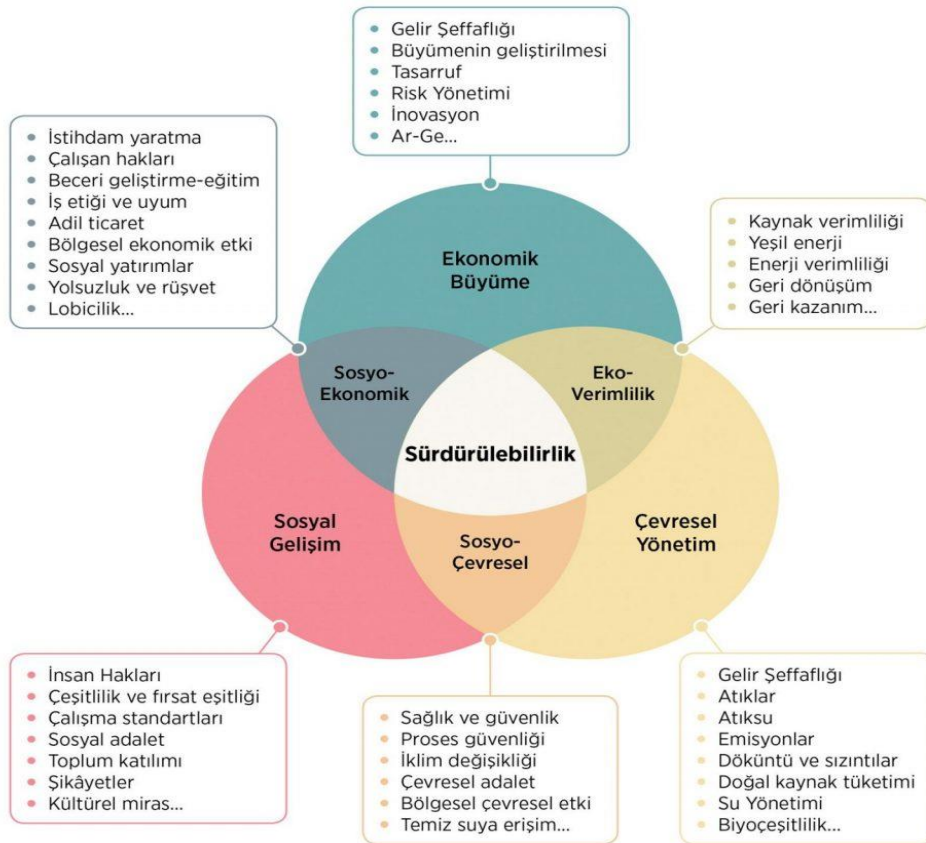 Gelir Şeffaflığı
Büyümenin geliştirilmesi
Tasarruf
Risk Yönetimi
İnovasyon
Ar-Ge...
İstihdam yaratma
Çalışan hakları
Beceri geliştirme-eğitim
İş etiği ve uyum
Adil ticaret
Bölgesel ekonomik etki
Sosyal yatırımlar
Yolsuzluk ve rüşvet
Lobicilik...
Kaynak verimliliği
Yeşil enerji
Enerji verimliliği
Geri dönüşüm
Geri kazanım...
Ekonomik
Büyüme
Sosyo-
Ekonomik
Eko-
Verimlilik
Sürdürülebilirlik
Sosyal
Gelişim
Sosyo-
Çevresel
Çevresel
Yönetim
İnsan Hakları
Çeşitlilik ve fırsat eşitliği
Çalışma standartları
Sosyal adalet
Toplum katılımı
Şikâyetler
Kültürel miras...
Sağlık ve güvenlik
Proses güvenliği
İklim değişikliği
Çevresel adalet
Bölgesel çevresel etki
Temiz suya erişim...
Gelir Şeffaflığı
Atıklar
Atıksu
Emisyonlar
Döküntü ve sızıntılar
Doğal kaynak tüketimi
Su Yönetimi
Biyoçeşitlilik...